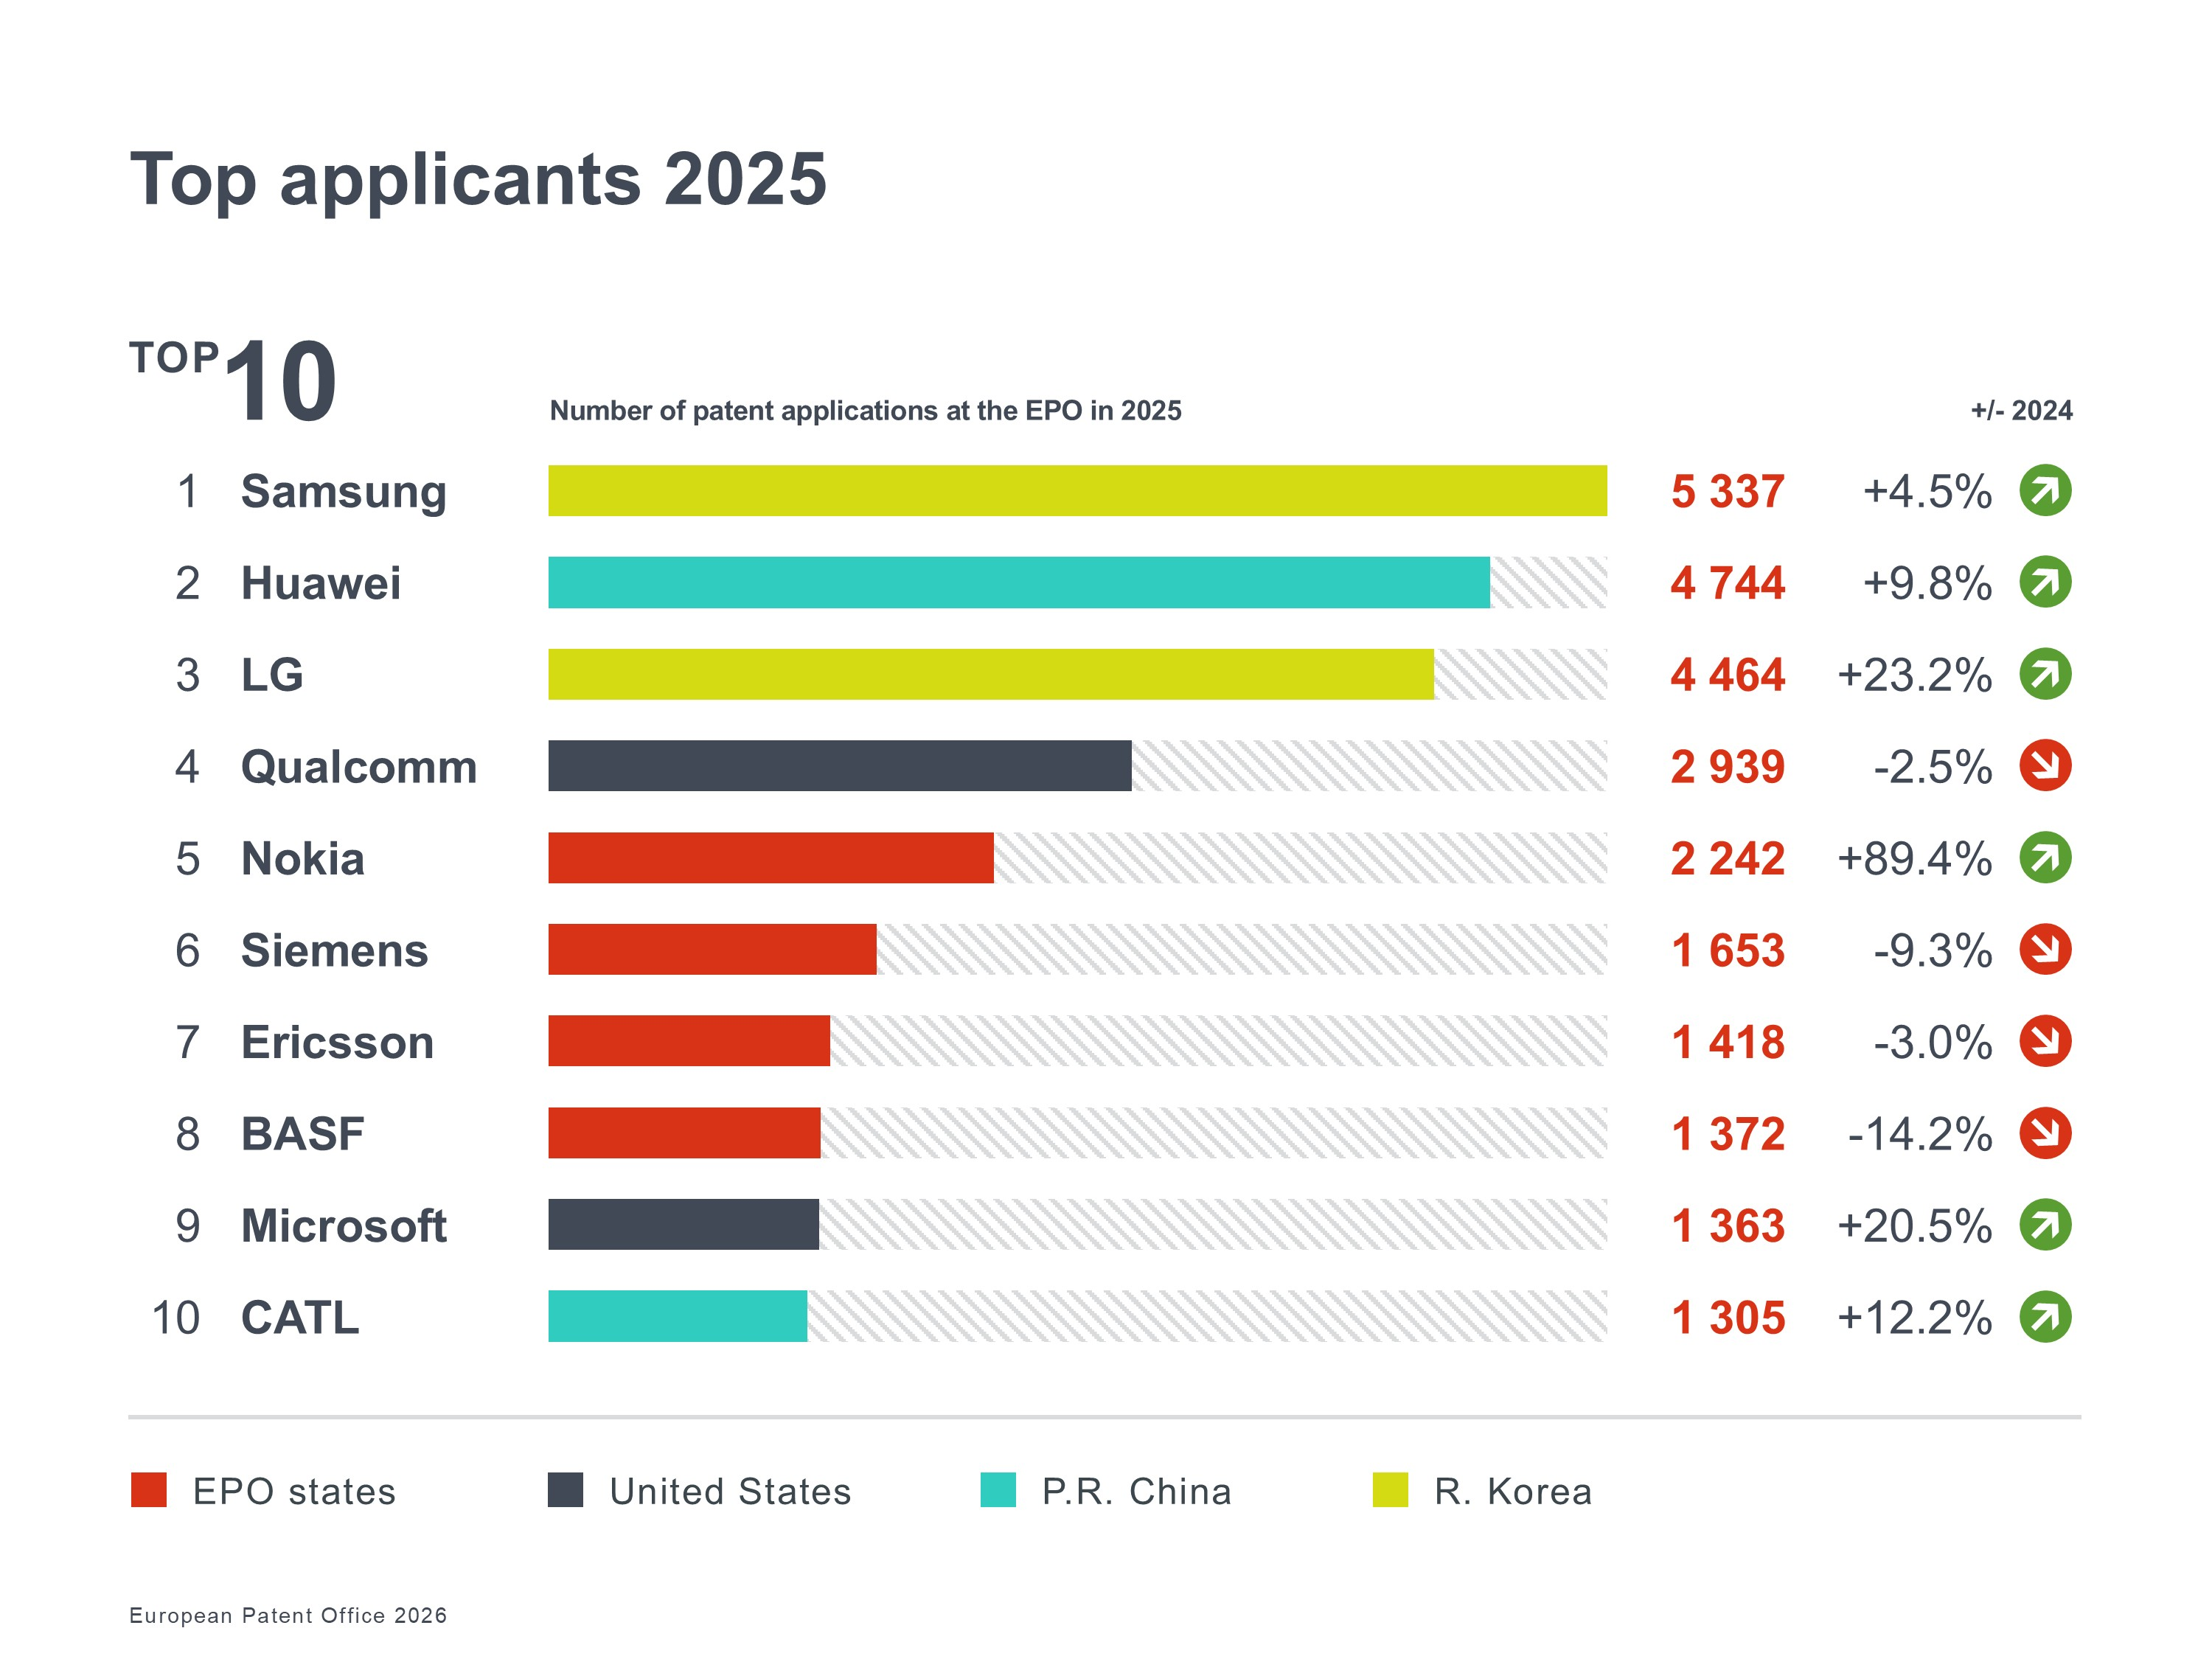 Top applicants 2025
TOP 10
Number of patent applications at the EPO in 2025 +/- 2024
1 Samsung 5 337 +4.5%
2 Huawei 4 744 +9.8%
3 LG 4 464 +23.2%
4 Qualcomm 2 939 -2.5%
5 Nokia 2 242 +89.4%
6 Siemens 1 653 -9.3%
7 Ericsson 1 418 -3.0%
8 BASF 1 372 -14.2%
9 Microsoft 1 363 +20.5%
10 CATL 1 305 +12.2%
EPO states United States P.R. China R. Korea
European Patent Office 2026